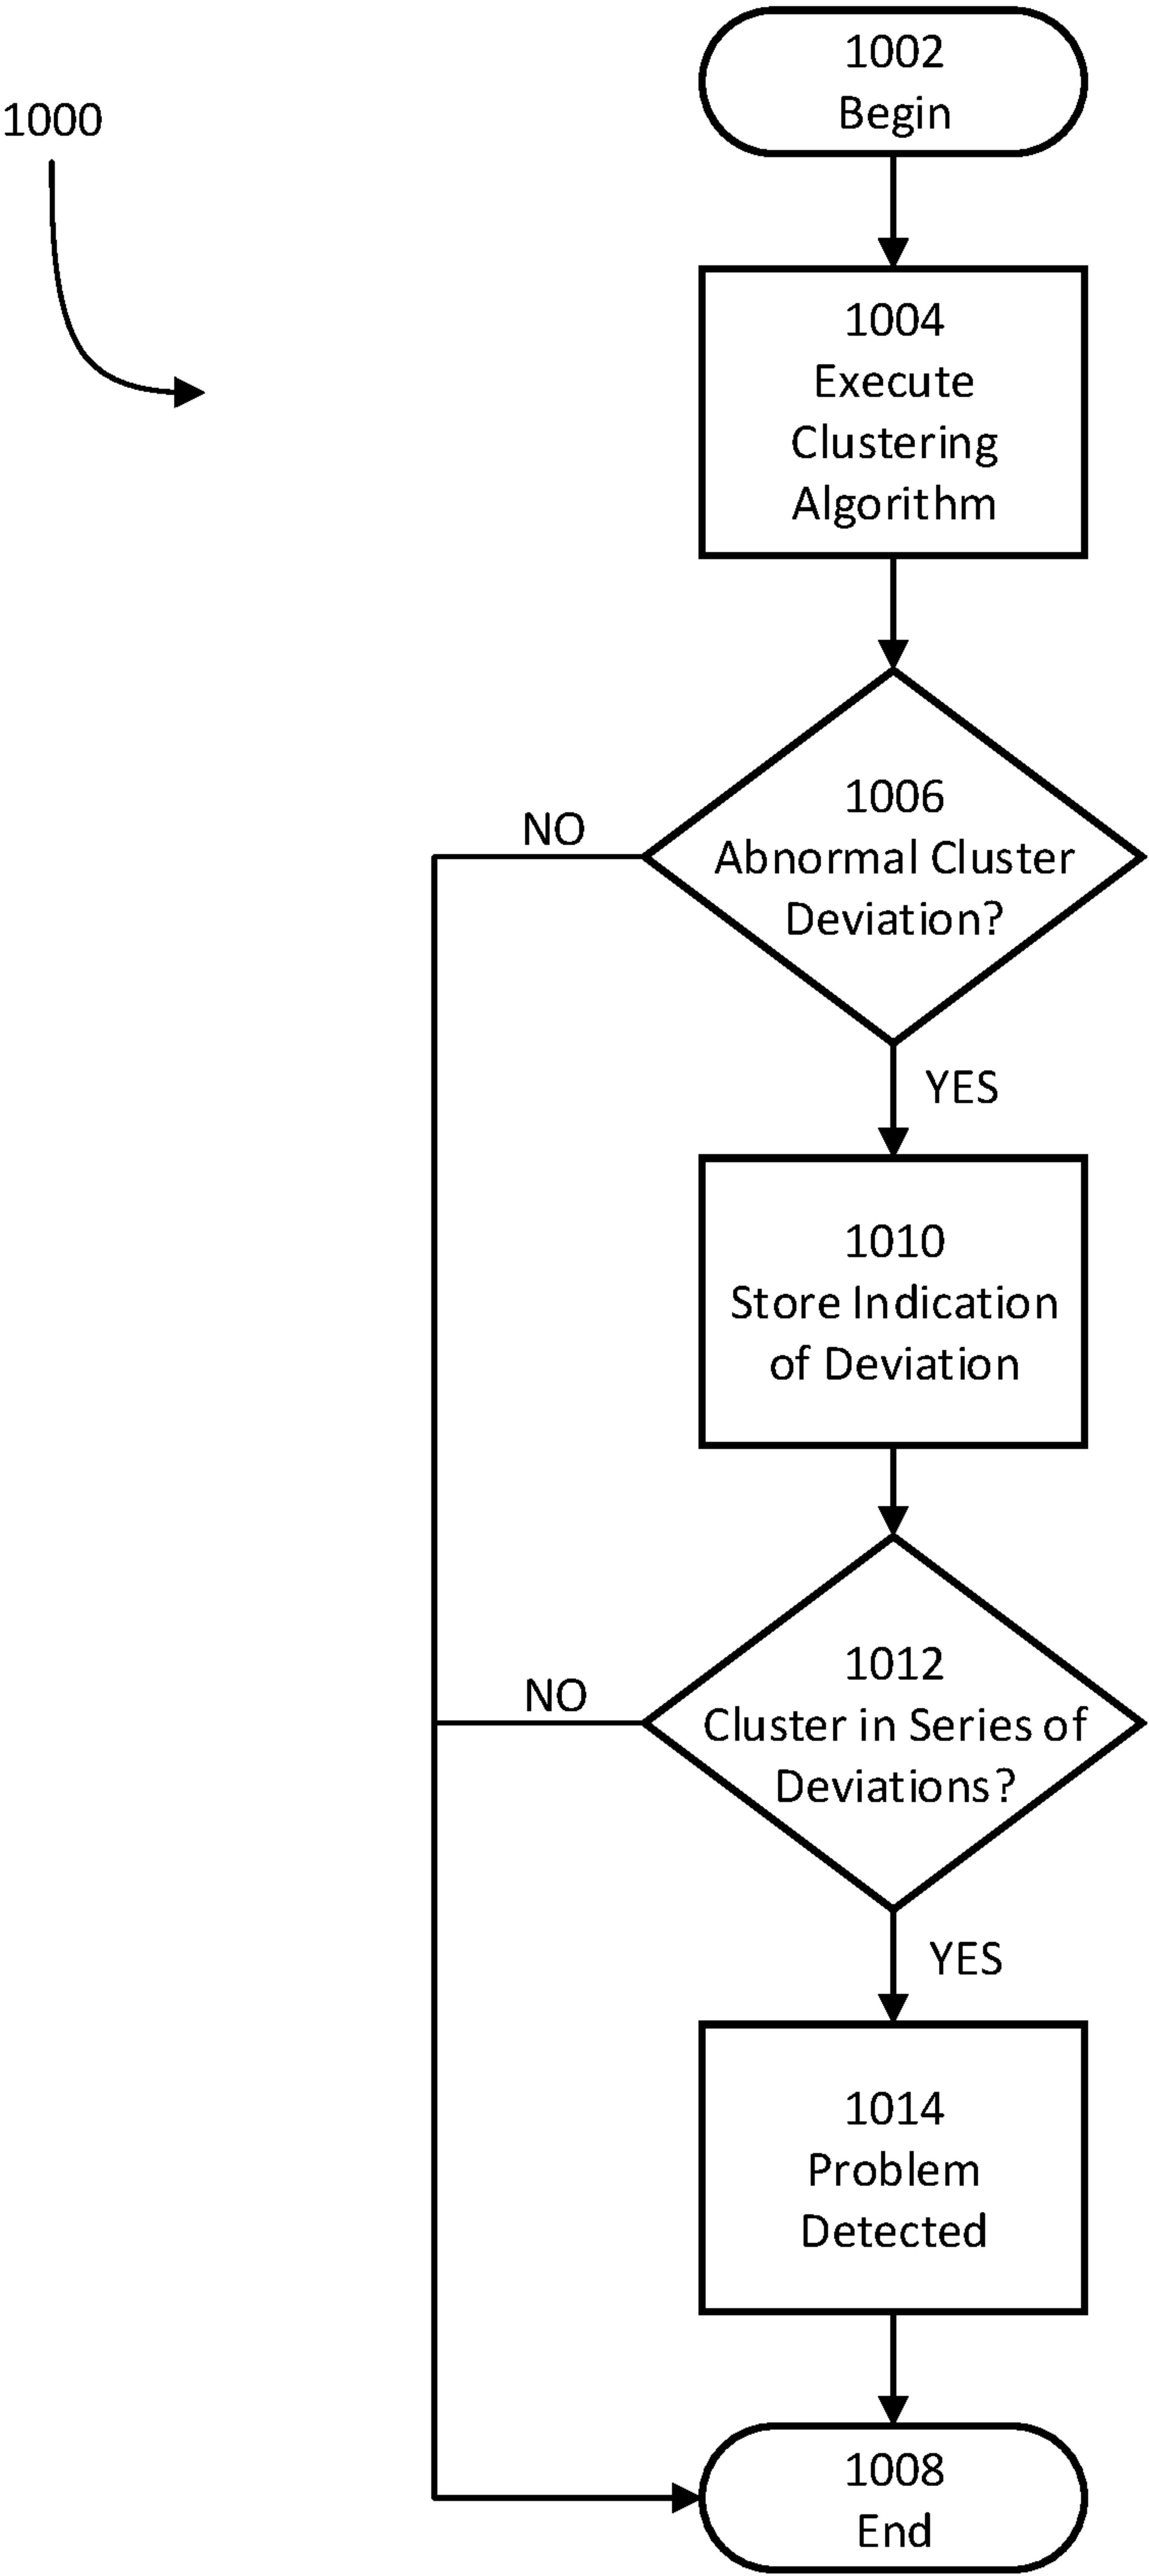 1002
Begin
1000
1004
Execute
Clustering
Algorithm
1006
Abnormal Cluster
Deviation?
NO
YES
1010
Store Indication
of Deviation
1012
Cluster in Series of
Deviations?
NO
YES
1014
Problem
Detected
1008
End